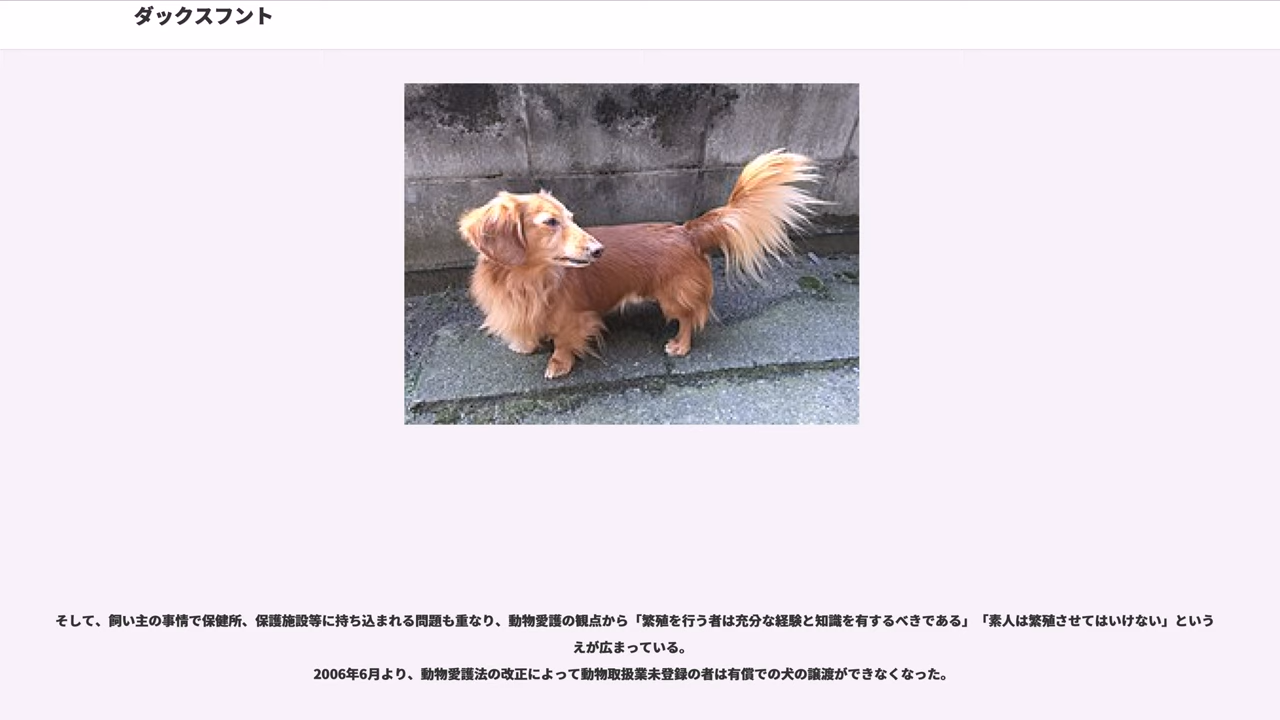 ダックスフント
そして、飼い主の事情で保健所、保護施設等に持ち込まれる問題も重なり、動物愛護の観点から「繁殖を行う者は充分な経験と知識を有するべきである」「素人は繁殖させてはいけない」という
えが広まっている。
2006年6月より、動物愛護法の改正によって動物取扱業未登録の者は有償での犬の譲渡ができなくなった。